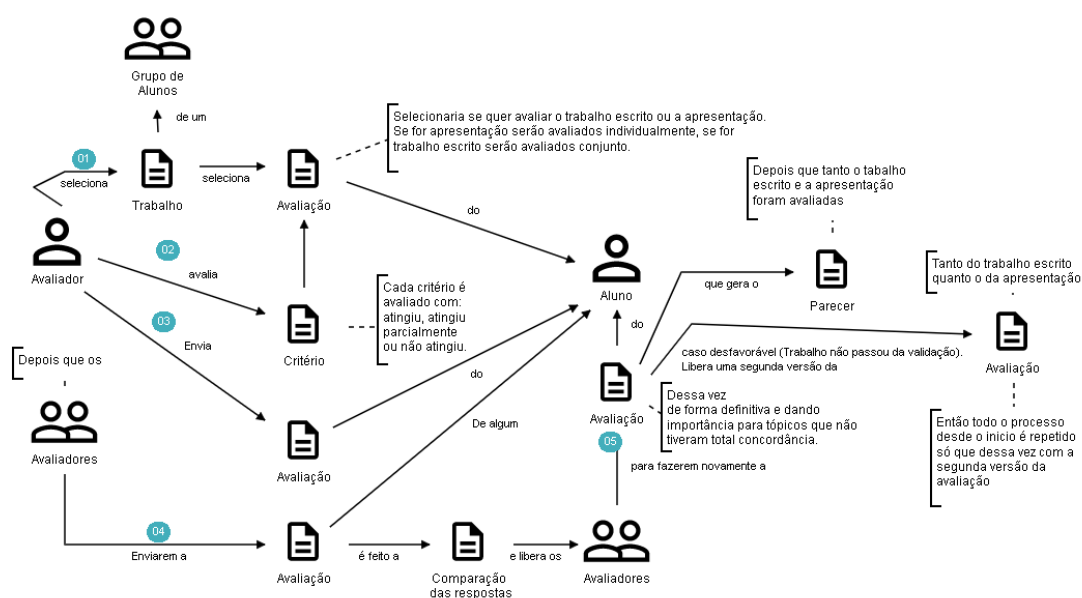 Grupo de
Alunos
de um
01
seleciona
Trabalho
seleciona
Avaliação
Selecionaria se quer avaliar o trabalho escrito ou a apresentação.
Se for apresentação serão avaliados individualmente, se for
trabalho escrito serão avaliados conjunto.
do
Avaliador
02
avalia
Critério
Cada critério é
avaliado com:
atingiu, atingiu
parcialmente
ou não atingiu.
03
Envia
Avaliação
do
Aluno
Depois que os
Avaliadores
04
Enviarem a
Avaliação
De algum
é feito a
Comparação
das respostas
e libera os
Avaliadores
para fazerem novamente a
05
Avaliação
do
Dessa vez
de forma definitiva e dando
importância para tópicos que não
tiveram total concordância.
que gera o
Parecer
Depois que tanto o tabalho
escrito e a apresentação
foram avaliadas
caso desfavorável (Trabalho não passou da validação).
Libera uma segunda versão da
Avaliação
Tanto do trabalho escrito
quanto o da apresentação
Então todo o processo
desde o inicio é repetido
só que dessa vez com a
segunda versão da
avaliação